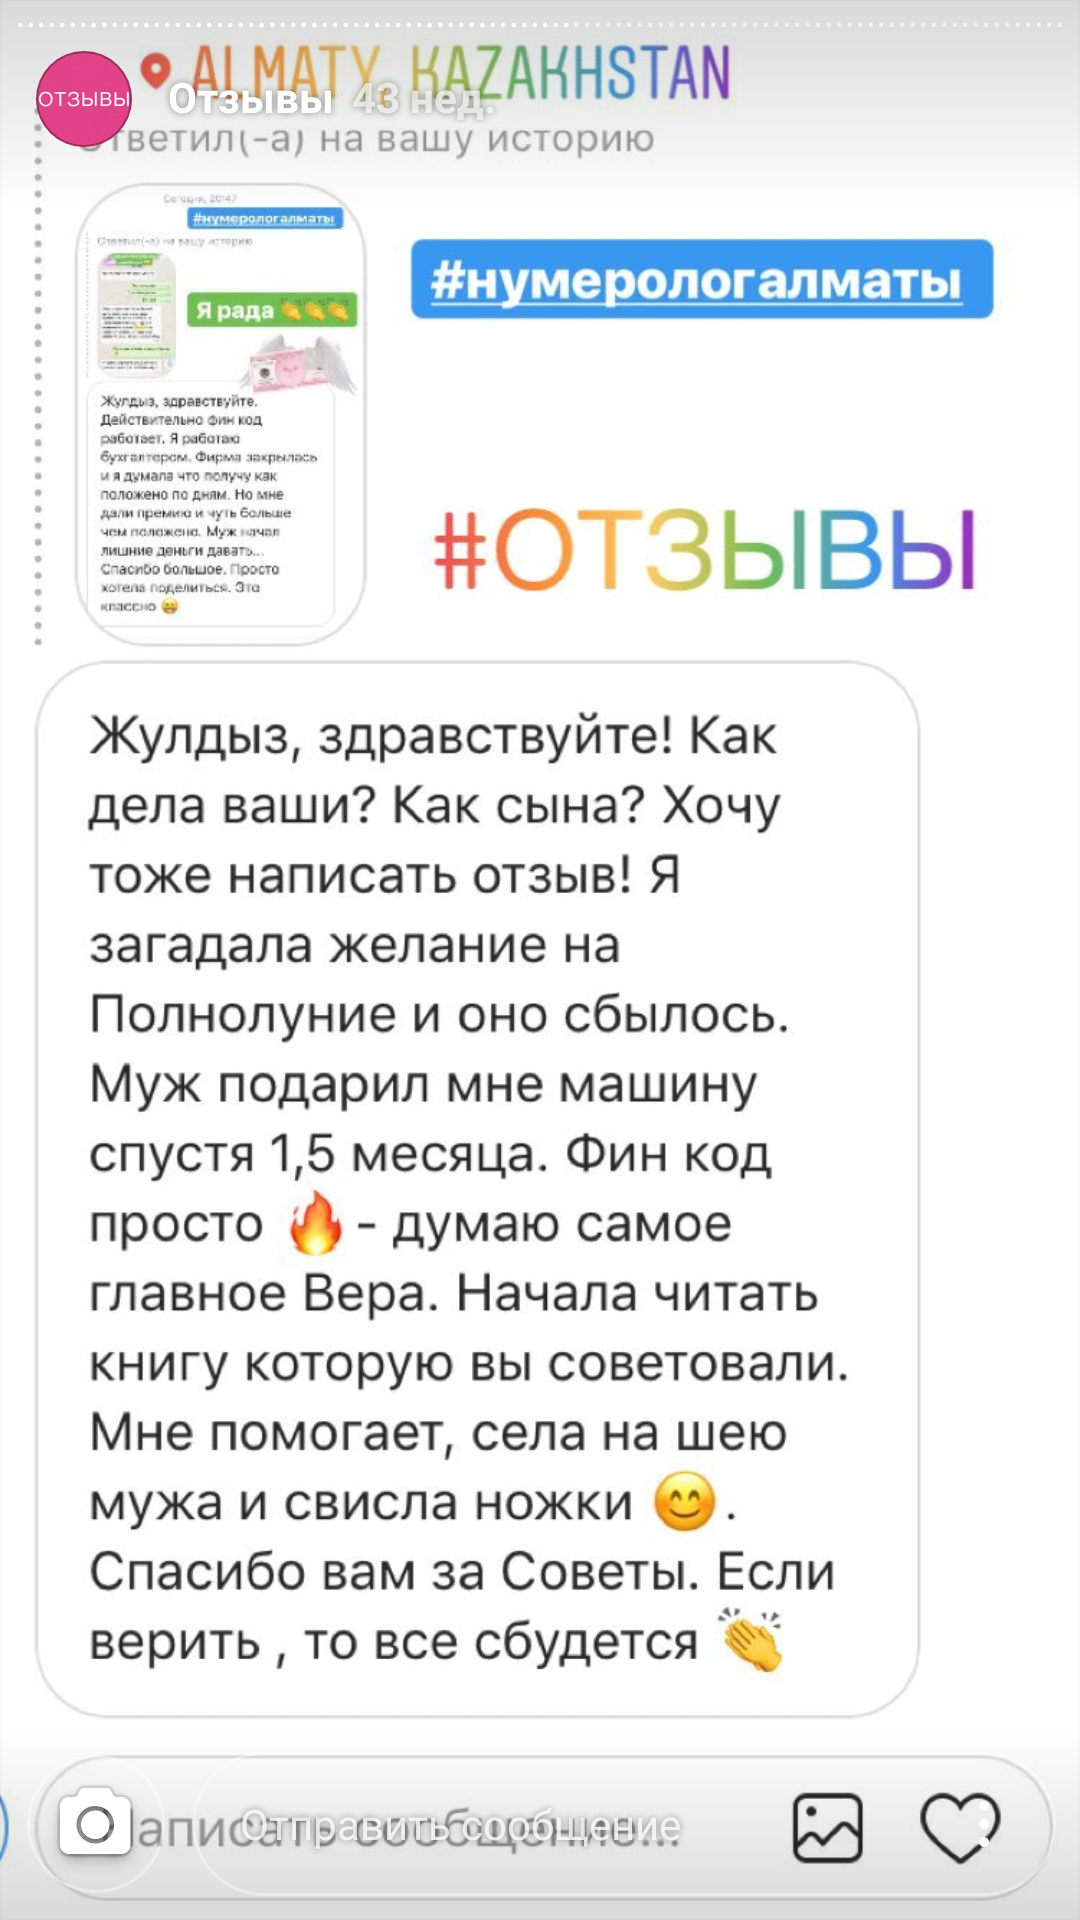 ALMATY, KAZAKHSTAN
ОТЗЫВЫ
Отзывы 43 нед.
Ответил(-а) на вашу историю
Сегодня, 20:47
#нумерологалматы
Ответил(-а) на вашу историю
Я рада 👏👏👏
Жулдыз, здравствуйте.
Действительно фин код
работает. Я работаю
бухгалтером. Фирма закрылась
и я думала что получу как
положено по дням. Но мне
дали премию и чуть больше
чем положено. Муж начал
лишние деньги давать...
Спасибо большое. Просто
хотела поделиться. Это
классно 😄
#нумерологалматы
#ОТЗЫВЫ
Жулдыз, здравствуйте! Как
дела ваши? Как сына? Хочу
тоже написать отзыв! Я
загадала желание на
Полнолуние и оно сбылось.
Муж подарил мне машину
спустя 1,5 месяца. Фин код
просто 🔥 - думаю самое
главное Вера. Начала читать
книгу которую вы советовали.
Мне помогает, села на шею
мужа и свисла ножки 😊.
Спасибо вам за Советы. Если
верить , то все сбудется 👏
Отправить сообщение